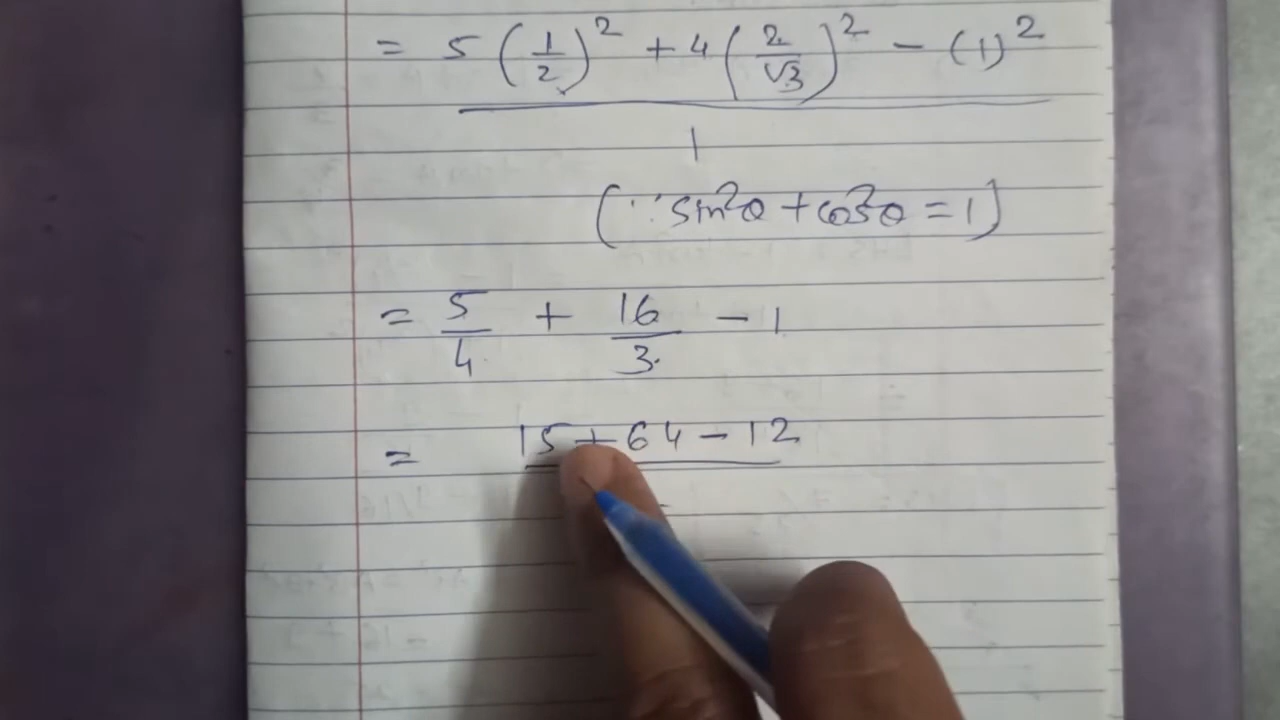 = 5 (1/2)² + 4 (2/√3)² - (1)²
1
(∵ sin²θ + cos²θ = 1)
= 5/4 + 16/3 - 1
= 15 + 64 - 12